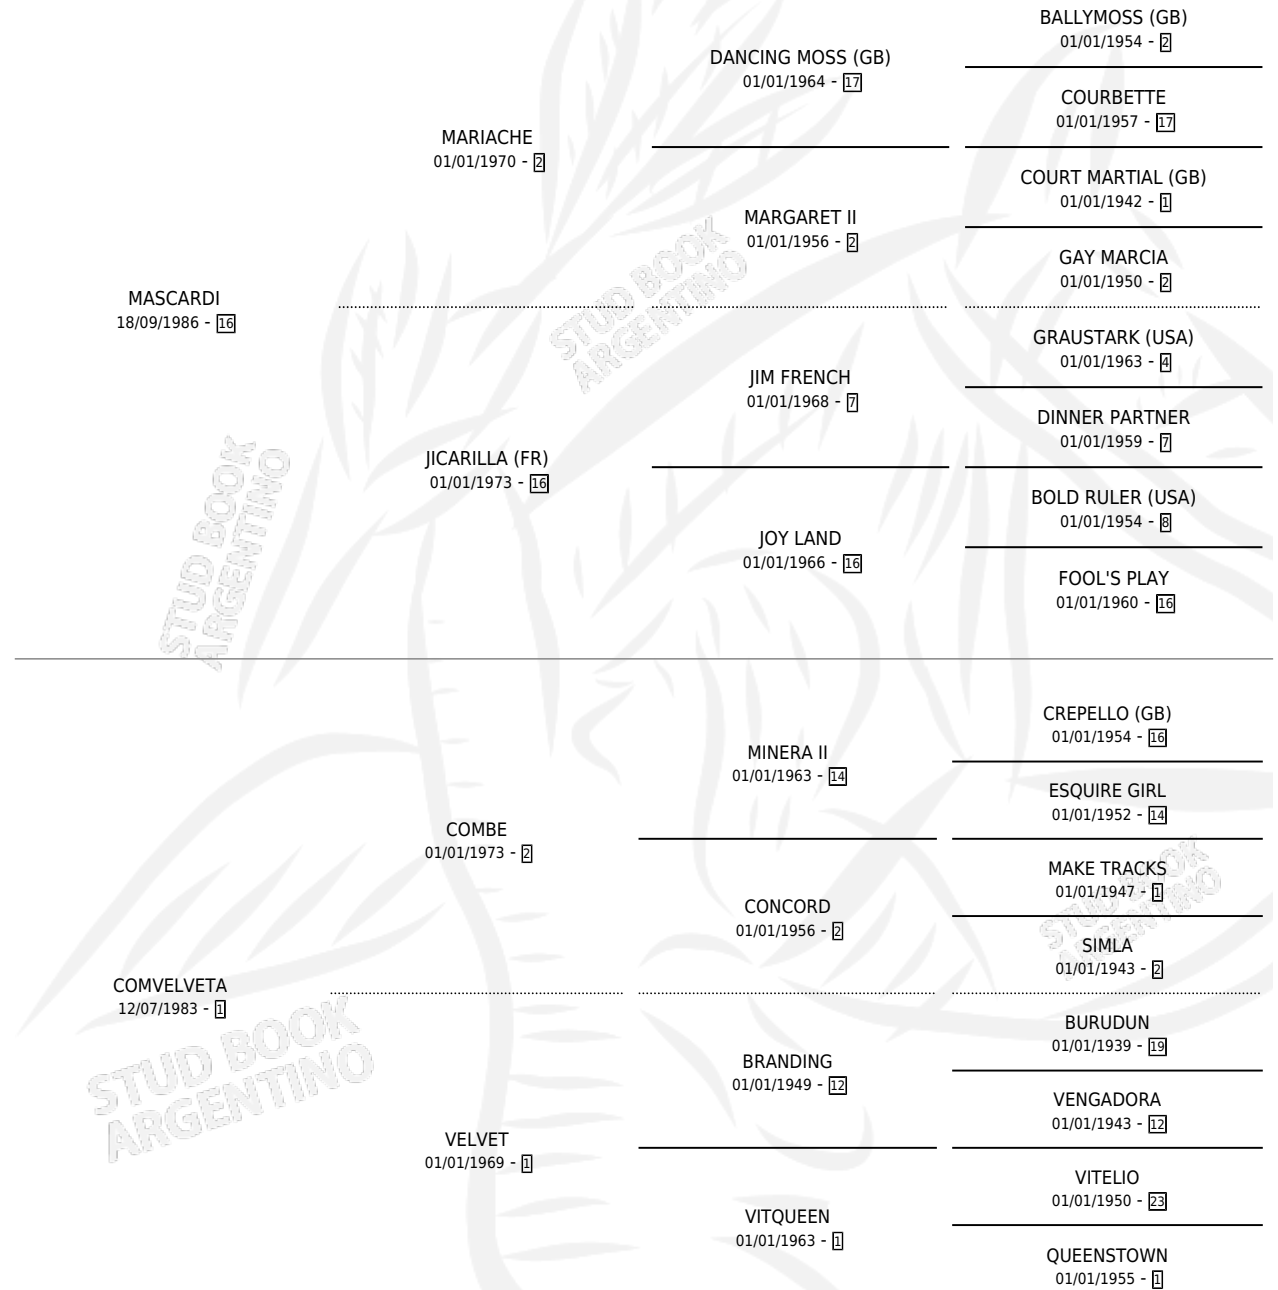 BALLYMOSS (GB)
01/01/1954 - 2
DANCING MOSS (GB)
01/01/1964 - 17
COURBETTE
01/01/1957 - 17
MARIACHE
01/01/1970 - 2
COURT MARTIAL (GB)
01/01/1942 - 1
MARGARET II
01/01/1956 - 2
GAY MARCIA
01/01/1950 - 2
MASCARDI
18/09/1986 - 16
GRAUSTARK (USA)
01/01/1963 - 4
JIM FRENCH
01/01/1968 - 7
DINNER PARTNER
01/01/1959 - 7
JICARILLA (FR)
01/01/1973 - 16
BOLD RULER (USA)
01/01/1954 - 8
JOY LAND
01/01/1966 - 16
FOOL'S PLAY
01/01/1960 - 16
CREPELLO (GB)
01/01/1954 - 16
MINERA II
01/01/1963 - 14
ESQUIRE GIRL
01/01/1952 - 14
COMBE
01/01/1973 - 2
MAKE TRACKS
01/01/1947 - 1
CONCORD
01/01/1956 - 2
SIMLA
01/01/1943 - 2
COMVELVETA
12/07/1983 - 1
BURUDUN
01/01/1939 - 19
BRANDING
01/01/1949 - 12
VENGADORA
01/01/1943 - 12
VELVET
01/01/1969 - 1
VITELIO
01/01/1950 - 23
VITQUEEN
01/01/1963 - 1
QUEENSTOWN
01/01/1955 - 1
STUD BOOK
ARGENTINO
STUD BOOK
ARGENTINO
STUD BOOK
ARGENTINO
STUD BOOK
ARGENTINO